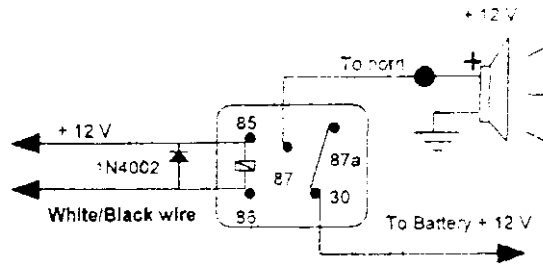 + 12 V
To horn
+
+ 12 V
85
1N4002
87
87a
30
White/Black wire
86
To Battery + 12 V